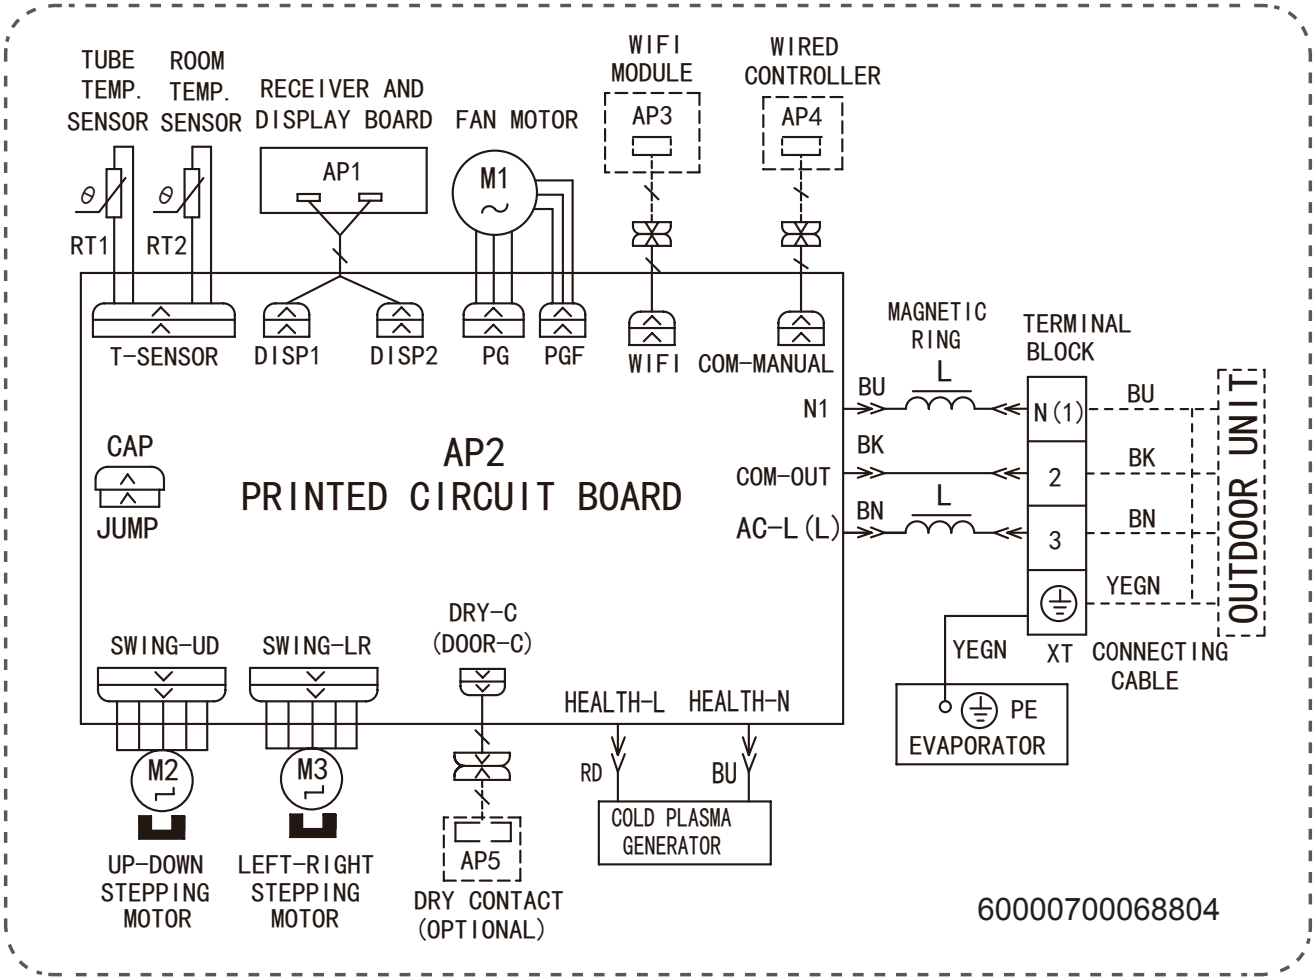 TUBE
TEMP.
SENSOR
ROOM
TEMP.
SENSOR
RECEIVER AND
DISPLAY BOARD
FAN MOTOR
WIFI
MODULE
WIRED
CONTROLLER
AP1
M1
AP3
AP4
θ
θ
RT1
RT2
T-SENSOR
DISP1
DISP2
PG
PGF
WIFI
COM-MANUAL
MAGNETIC
RING
TERMINAL
BLOCK
N1
BU
L
N(1)
BU
CAP
JUMP
AP2
PRINTED CIRCUIT BOARD
COM-OUT
BK
2
BK
AC-L(L)
BN
L
3
BN
YEGN
OUTDOOR UNIT
SWING-UD
SWING-LR
DRY-C
(DOOR-C)
HEALTH-L
HEALTH-N
YEGN
XT
CONNECTING
CABLE
PE
EVAPORATOR
M2
M3
RD
BU
COLD PLASMA
GENERATOR
AP5
UP-DOWN
STEPPING
MOTOR
LEFT-RIGHT
STEPPING
MOTOR
DRY CONTACT
(OPTIONAL)
60000700068804